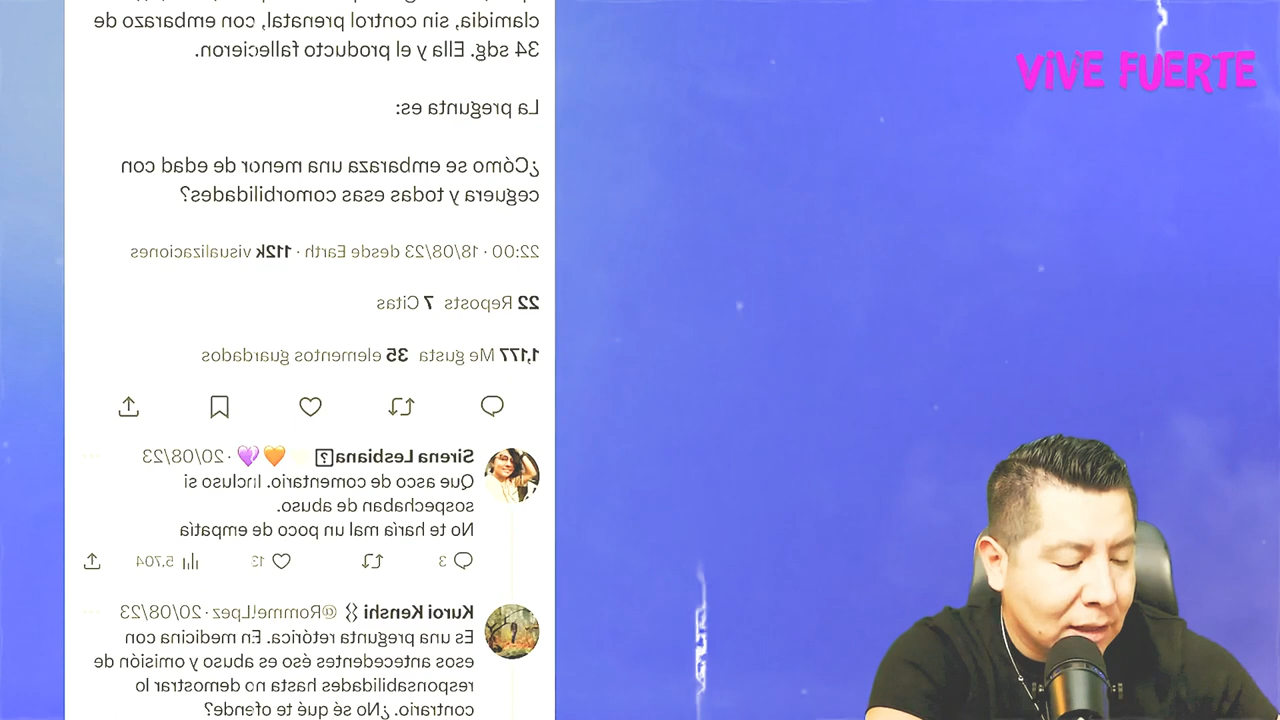 clamidia, sin control prenatal, con embarazo de
34 sdg. Ella y el producto fallecieron.
La pregunta es:
¿Cómo se embaraza una menor de edad con
ceguera y todas esas comorbilidades?
22:00 · 18/08/23 desde Earth · 112k visualizaciones
22 Reposts 7 Citas
1,177 Me gusta 35 elementos guardados
Sirena Lesbiana · 20/08/23
Que asco de comentario. Incluso si
sospechaban de abuso.
No te haría mal un poco de empatía
3 13 5.704
Kuroi Kenshi @RommelLpez · 20/08/23
Es una pregunta retórica. En medicina con
esos antecedentes éso es abuso y omisión de
responsabilidades hasta no demostrar lo
contrario. ¿No sé qué té ofende?
VIVE FUERTE